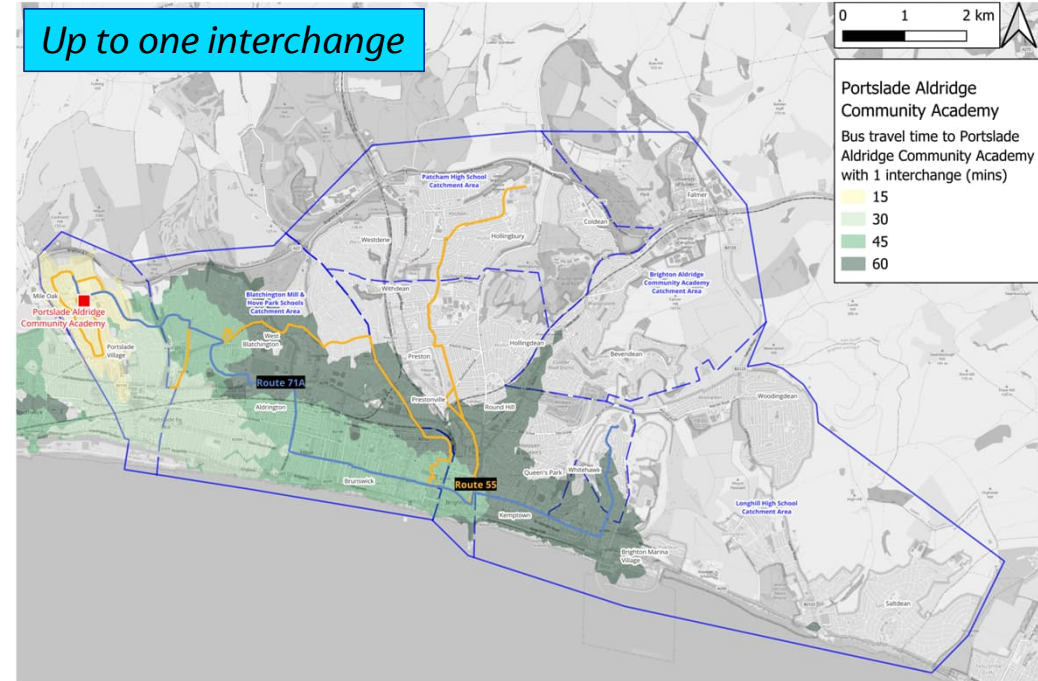 Up to one interchange
0 1 2 km
Portslade Aldridge
Community Academy
Bus travel time to Portslade
Aldridge Community Academy
with 1 interchange (mins)
15
30
45
60
Patcham High School
Catchment Area
Falmer
Coldean
Hollingbury
Westdene
Withdean
Brighton Aldridge
Community Academy
Catchment Area
Mile Oak
Portslade Aldridge
Community Academy
Blatchington Mill &
Hove Park Schools
Catchment Area
West
Blatchington
Portslade
Village
Hollingdean
Preston
Bevendean
Route 71A
Prestonville
Round Hill
Woodingdean
Aldrington
Queen's Park
Whitehawk
Brunswick
Route 55
Kemptown
Longhill High School
Catchment Area
Brighton Marina
Village
Saltdean